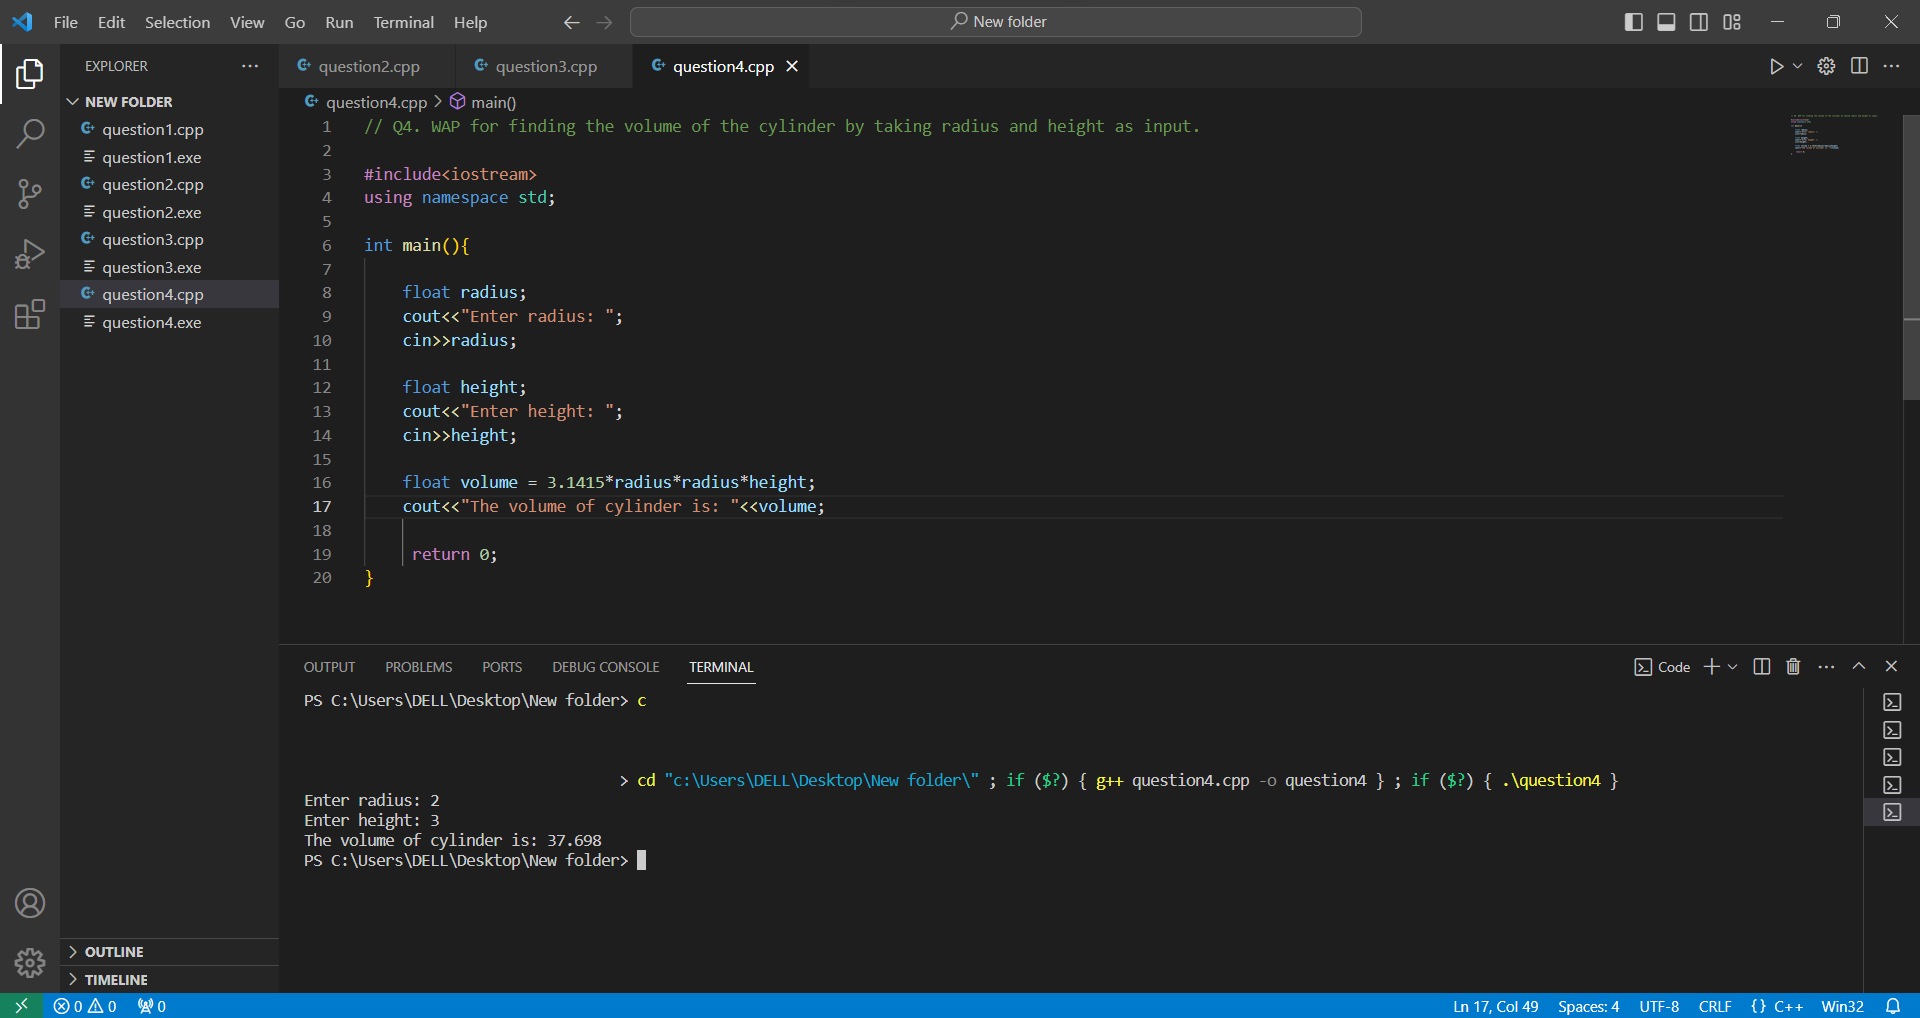 File Edit Selection View Go Run Terminal Help
New folder
EXPLORER
NEW FOLDER
question1.cpp
question1.exe
question2.cpp
question2.exe
question3.cpp
question3.exe
question4.cpp
question4.exe
OUTLINE
TIMELINE
question2.cpp question3.cpp question4.cpp
question4.cpp > main()
1 // Q4. WAP for finding the volume of the cylinder by taking radius and height as input.
2
3 #include<iostream>
4 using namespace std;
5
6 int main(){
7
8 float radius;
9 cout<<"Enter radius: ";
10 cin>>radius;
11
12 float height;
13 cout<<"Enter height: ";
14 cin>>height;
15
16 float volume = 3.1415*radius*radius*height;
17 cout<<"The volume of cylinder is: "<<volume;
18
19 return 0;
20 }
OUTPUT PROBLEMS PORTS DEBUG CONSOLE TERMINAL
Code
PS C:\Users\DELL\Desktop\New folder> c
> cd "c:\Users\DELL\Desktop\New folder\" ; if ($?) { g++ question4.cpp -o question4 } ; if ($?) { .\question4 }
Enter radius: 2
Enter height: 3
The volume of cylinder is: 37.698
PS C:\Users\DELL\Desktop\New folder>
0 0 0
Ln 17, Col 49 Spaces: 4 UTF-8 CRLF {} C++ Win32